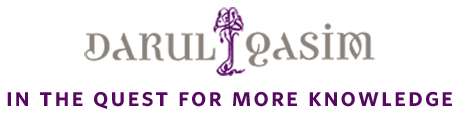 DARUL QASIM
IN THE QUEST FOR MORE KNOWLEDGE